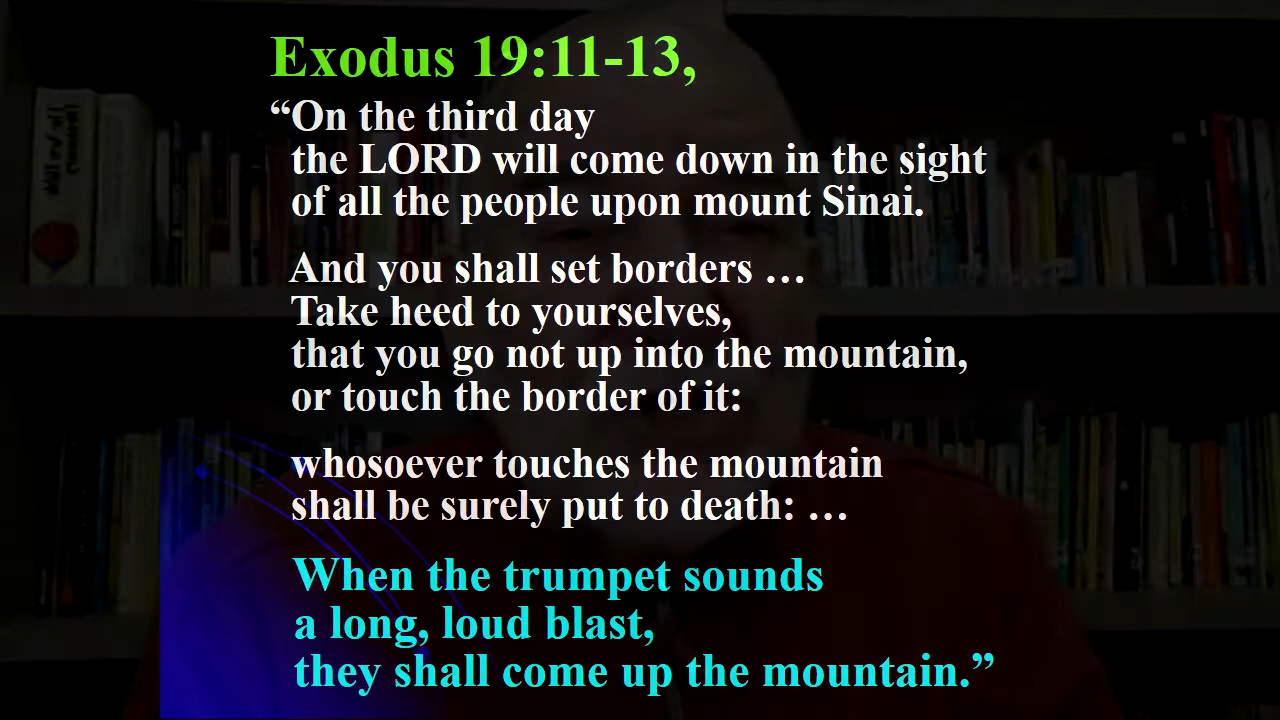 Exodus 19:11-13,
“On the third day
the LORD will come down in the sight
of all the people upon mount Sinai.
And you shall set borders …
Take heed to yourselves,
that you go not up into the mountain,
or touch the border of it:
whosoever touches the mountain
shall be surely put to death: …
When the trumpet sounds
a long, loud blast,
they shall come up the mountain.”